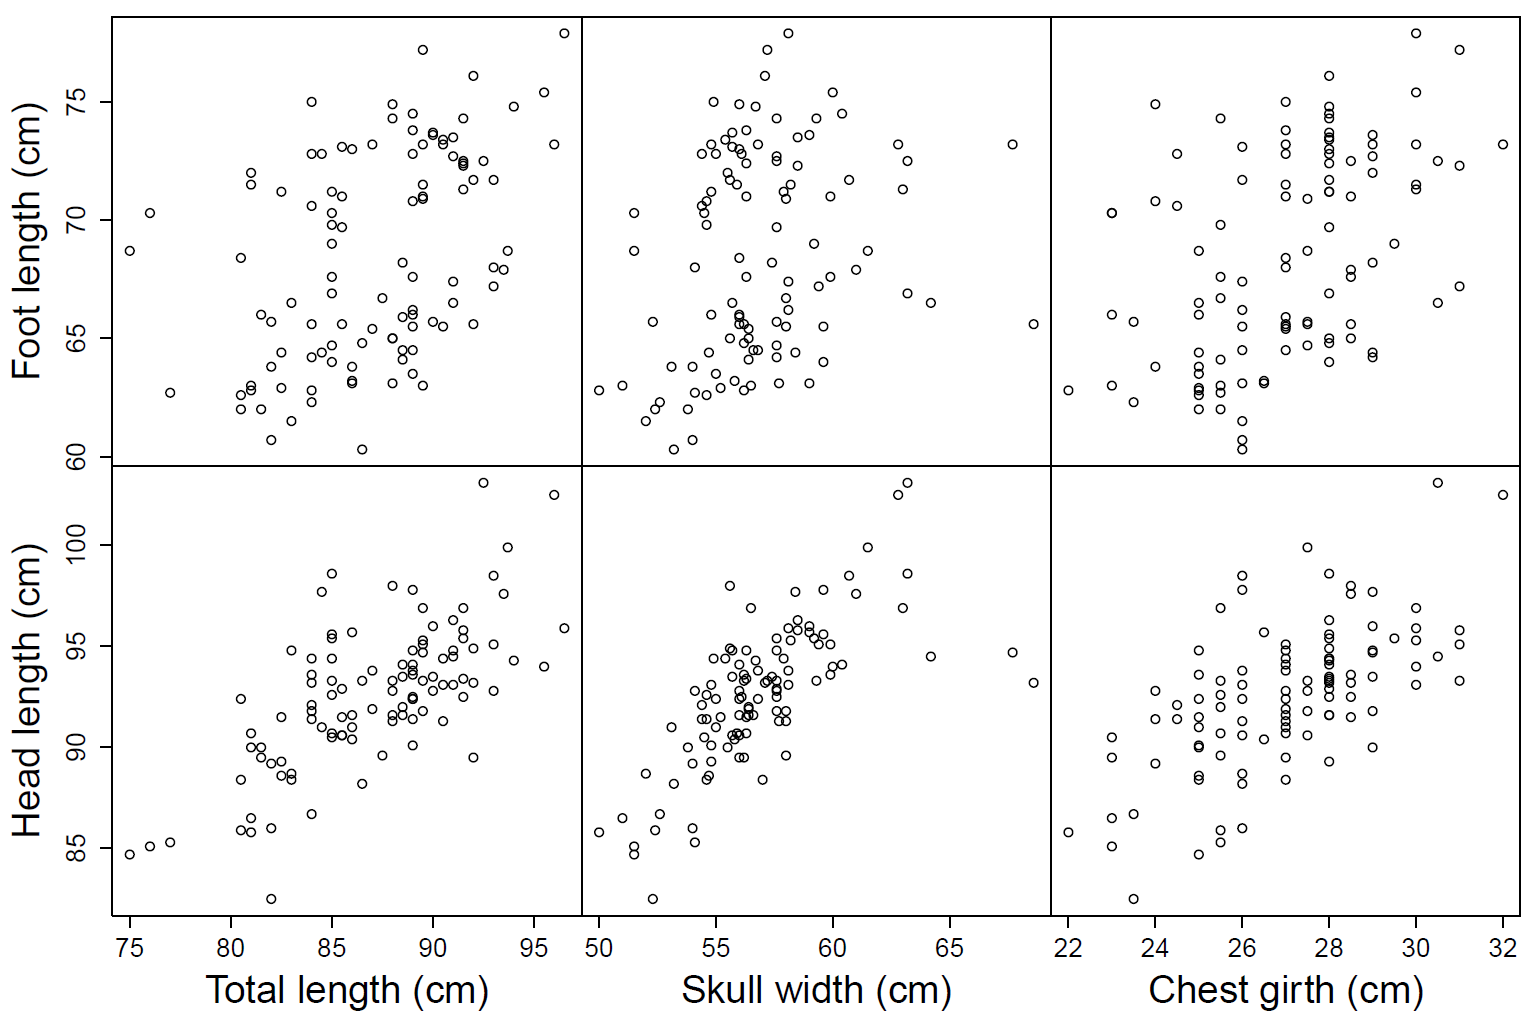 Foot length (cm)
60 65 70 75
Head length (cm)
85 90 95 100
75 80 85 90 95
50 55 60 65
22 24 26 28 30 32
Total length (cm)
Skull width (cm)
Chest girth (cm)